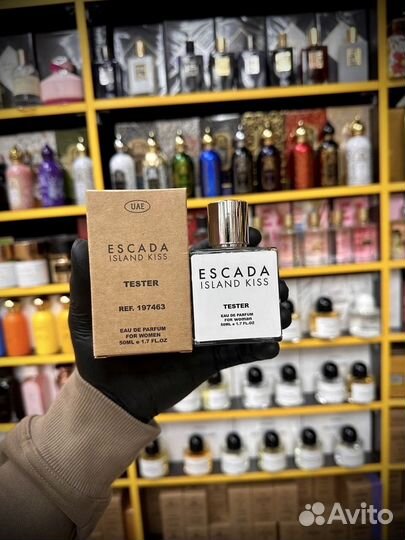 UAE
ESCADA
ISLAND KISS
TESTER
REF. 197463
EAU DE PARFUM
FOR WOMEN
50ML e 1.7 FL.OZ
ESCADA
ISLAND KISS
TESTER
EAU DE PARFUM
for women
50ML e 1.7 FL.OZ
Avito